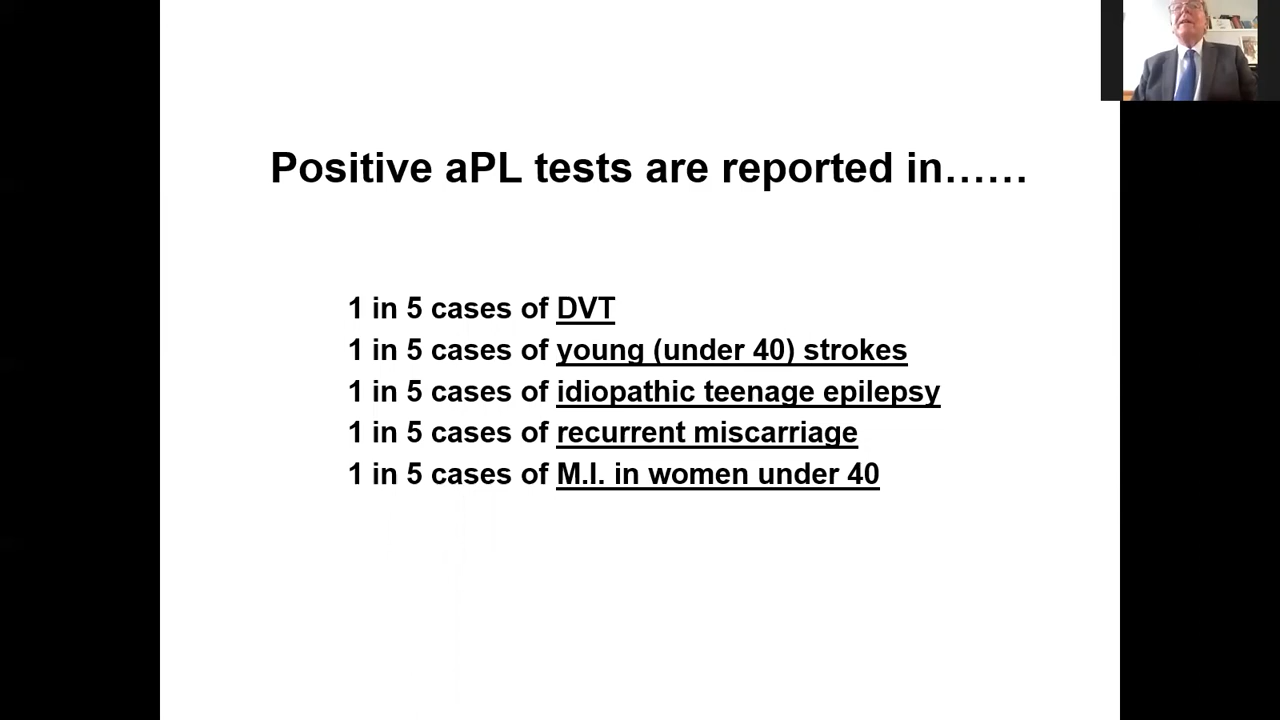 Positive aPL tests are reported in……
1 in 5 cases of DVT
1 in 5 cases of young (under 40) strokes
1 in 5 cases of idiopathic teenage epilepsy
1 in 5 cases of recurrent miscarriage
1 in 5 cases of M.I. in women under 40